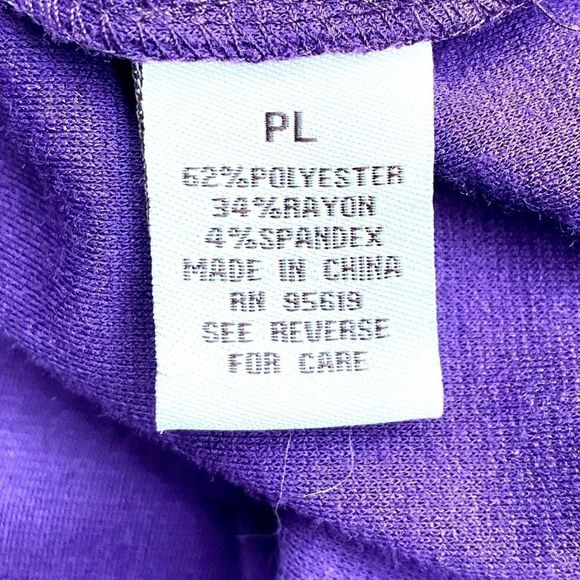 PL
62%POLYESTER
34%RAYON
4%SPANDEX
MADE IN CHINA
RN 95619
SEE REVERSE
FOR CARE